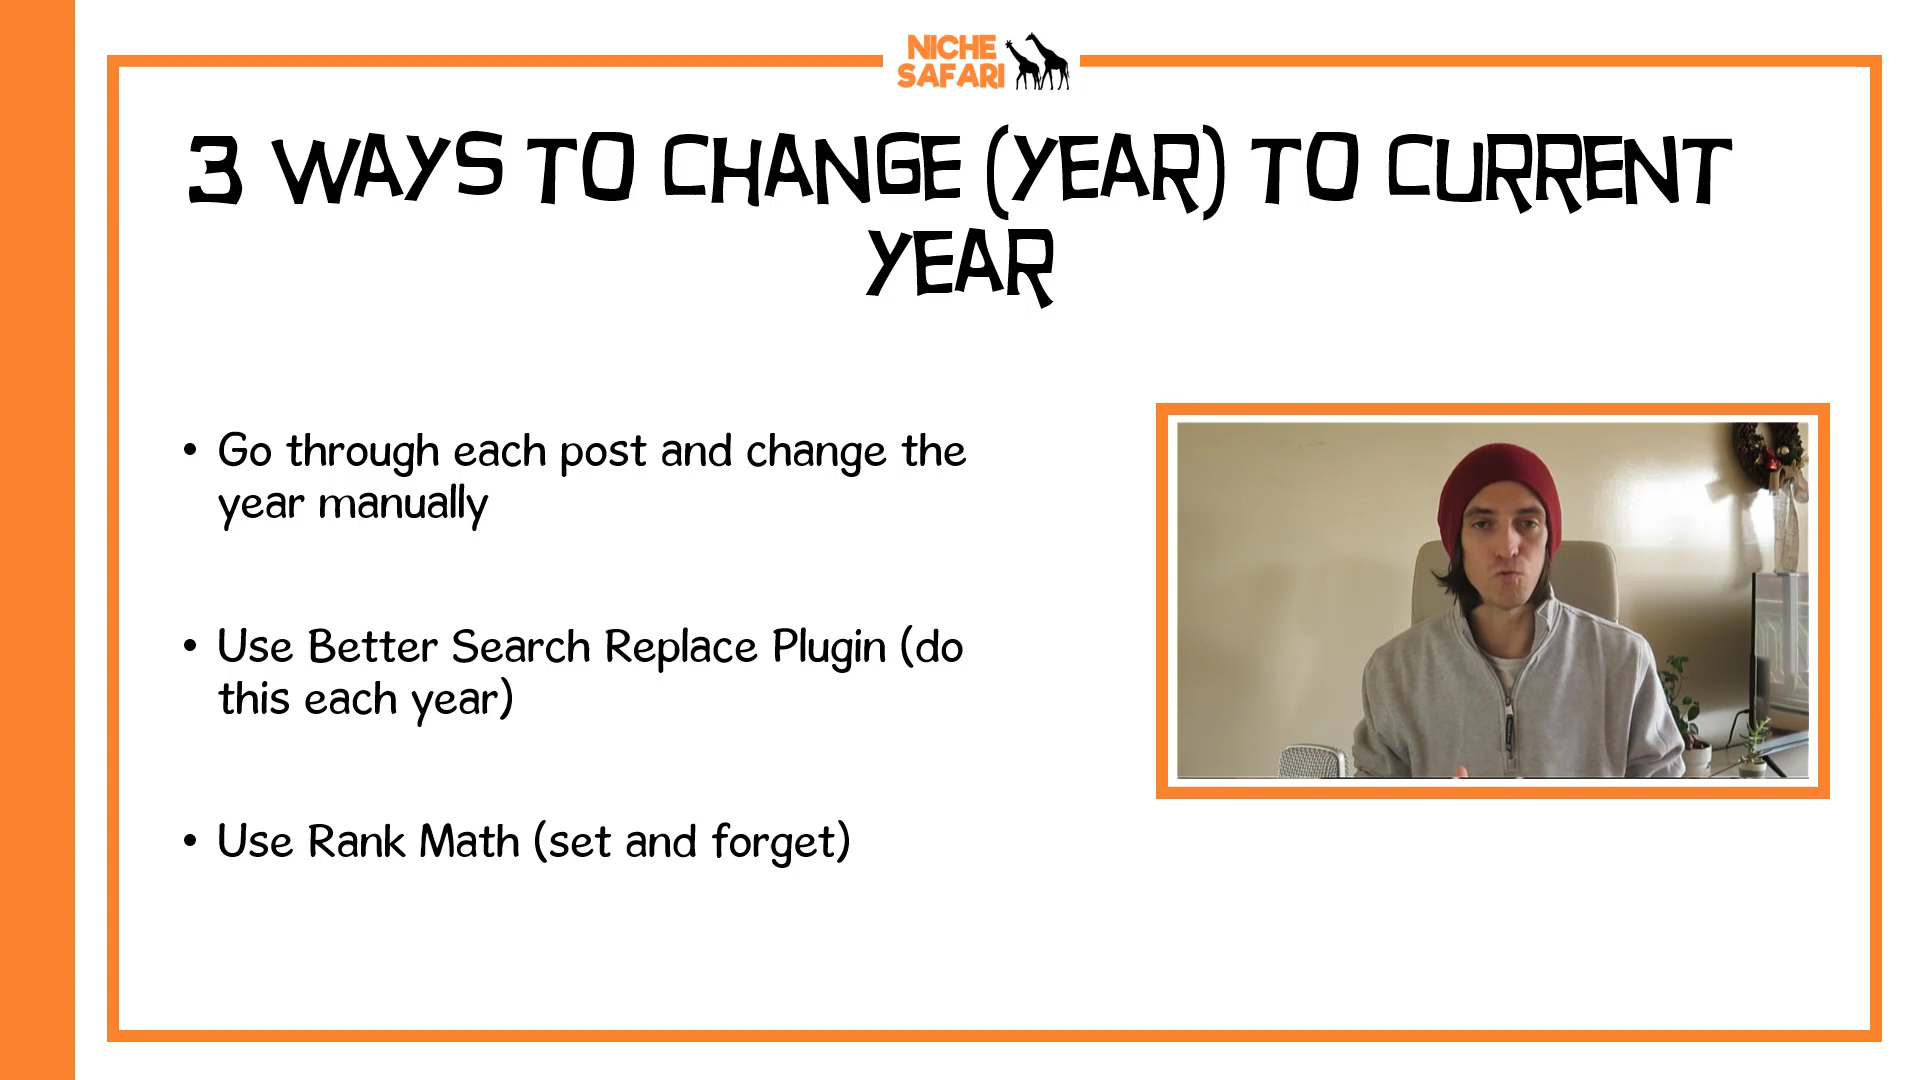 NICHE
SAFARI
3 WAYS TO CHANGE (YEAR) TO CURRENT
YEAR
• Go through each post and change the
year manually
• Use Better Search Replace Plugin (do
this each year)
• Use Rank Math (set and forget)